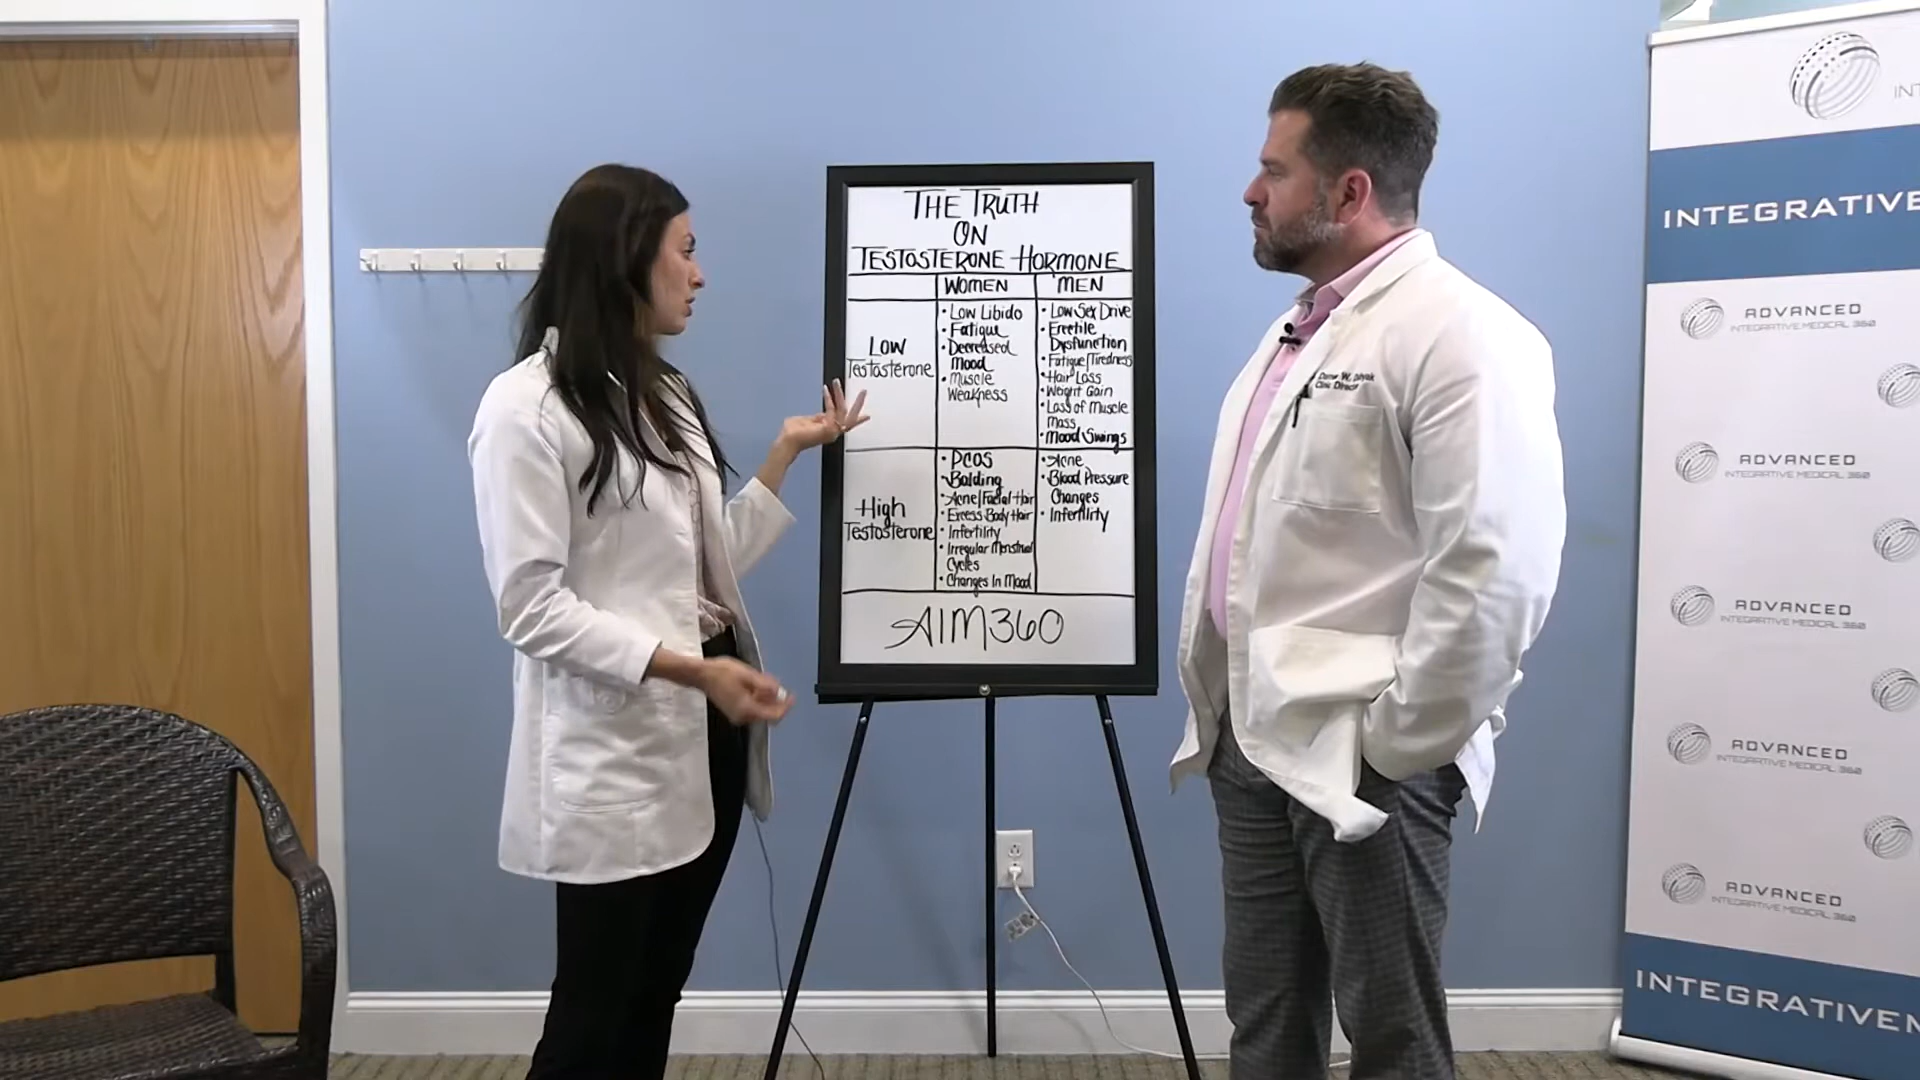 THE TRUTH
ON
TESTOSTERONE HORMONE
WOMEN
MEN
LOW
Testosterone
• Low Libido
• Fatigue
• Decreased
Mood
• Muscle
Weakness
• Low Sex Drive
• Erectile
Dysfunction
• Fatigue/Tiredness
• Hair Loss
• Weight Gain
• Loss of Muscle
Mass
• Mood Swings
High
Testosterone
• PCOS
• Balding
• Acne/Facial Hair
• Excess Body Hair
• Infertility
• Irregular Menstrual
Cycles
• Changes In Mood
• Acne
• Blood Pressure
Changes
• Infertility
AIM360
W.
Clinic Director
INT
INTEGRATIVE
ADVANCED
INTEGRATIVE MEDICAL 360
ADVANCED
INTEGRATIVE MEDICAL 360
ADVANCED
INTEGRATIVE MEDICAL 360
ADVANCED
INTEGRATIVE MEDICAL 360
ADVANCED
INTEGRATIVE MEDICAL 360
INTEGRATIVEM